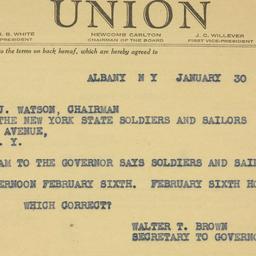 UNION
J. B. WHITE NEWCOMB CARLTON J. C. WILLEVER
PRESIDENT CHAIRMAN OF THE BOARD FIRST VICE-PRESIDENT
to the terms on back hereof, which are hereby agreed to
ALBANY N Y JANUARY 30
J. WATSON, CHAIRMAN
THE NEW YORK STATE SOLDIERS AND SAILORS
AVENUE,
. Y.
AM TO THE GOVERNOR SAYS SOLDIERS AND SAIL
ERNOON FEBRUARY SIXTH. FEBRUARY SIXTH HO
WHICH CORRECT?
WALTER T. BROWN
SECRETARY TO GOVERNO